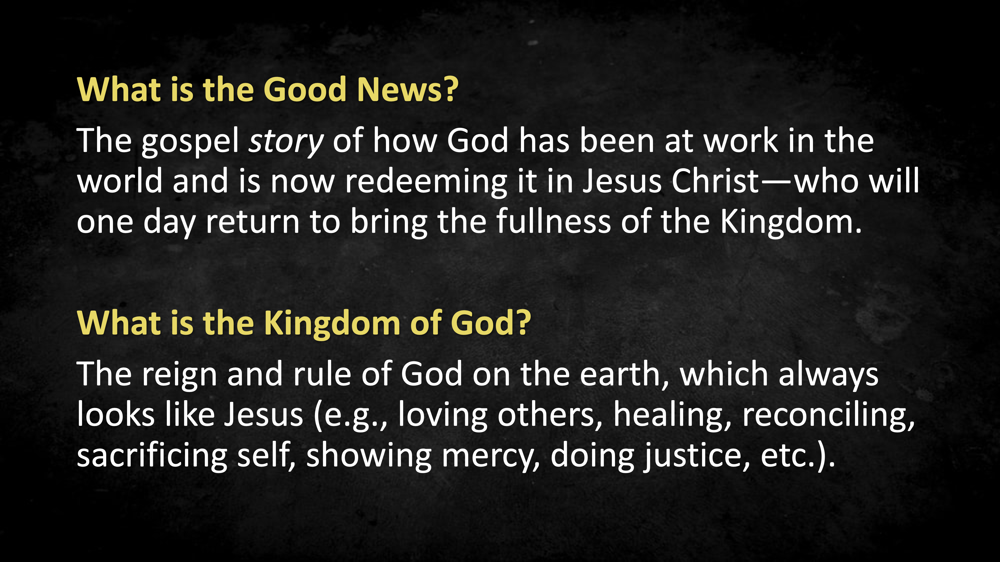 What is the Good News?
The gospel story of how God has been at work in the
world and is now redeeming it in Jesus Christ—who will
one day return to bring the fullness of the Kingdom.
What is the Kingdom of God?
The reign and rule of God on the earth, which always
looks like Jesus (e.g., loving others, healing, reconciling,
sacrificing self, showing mercy, doing justice, etc.).